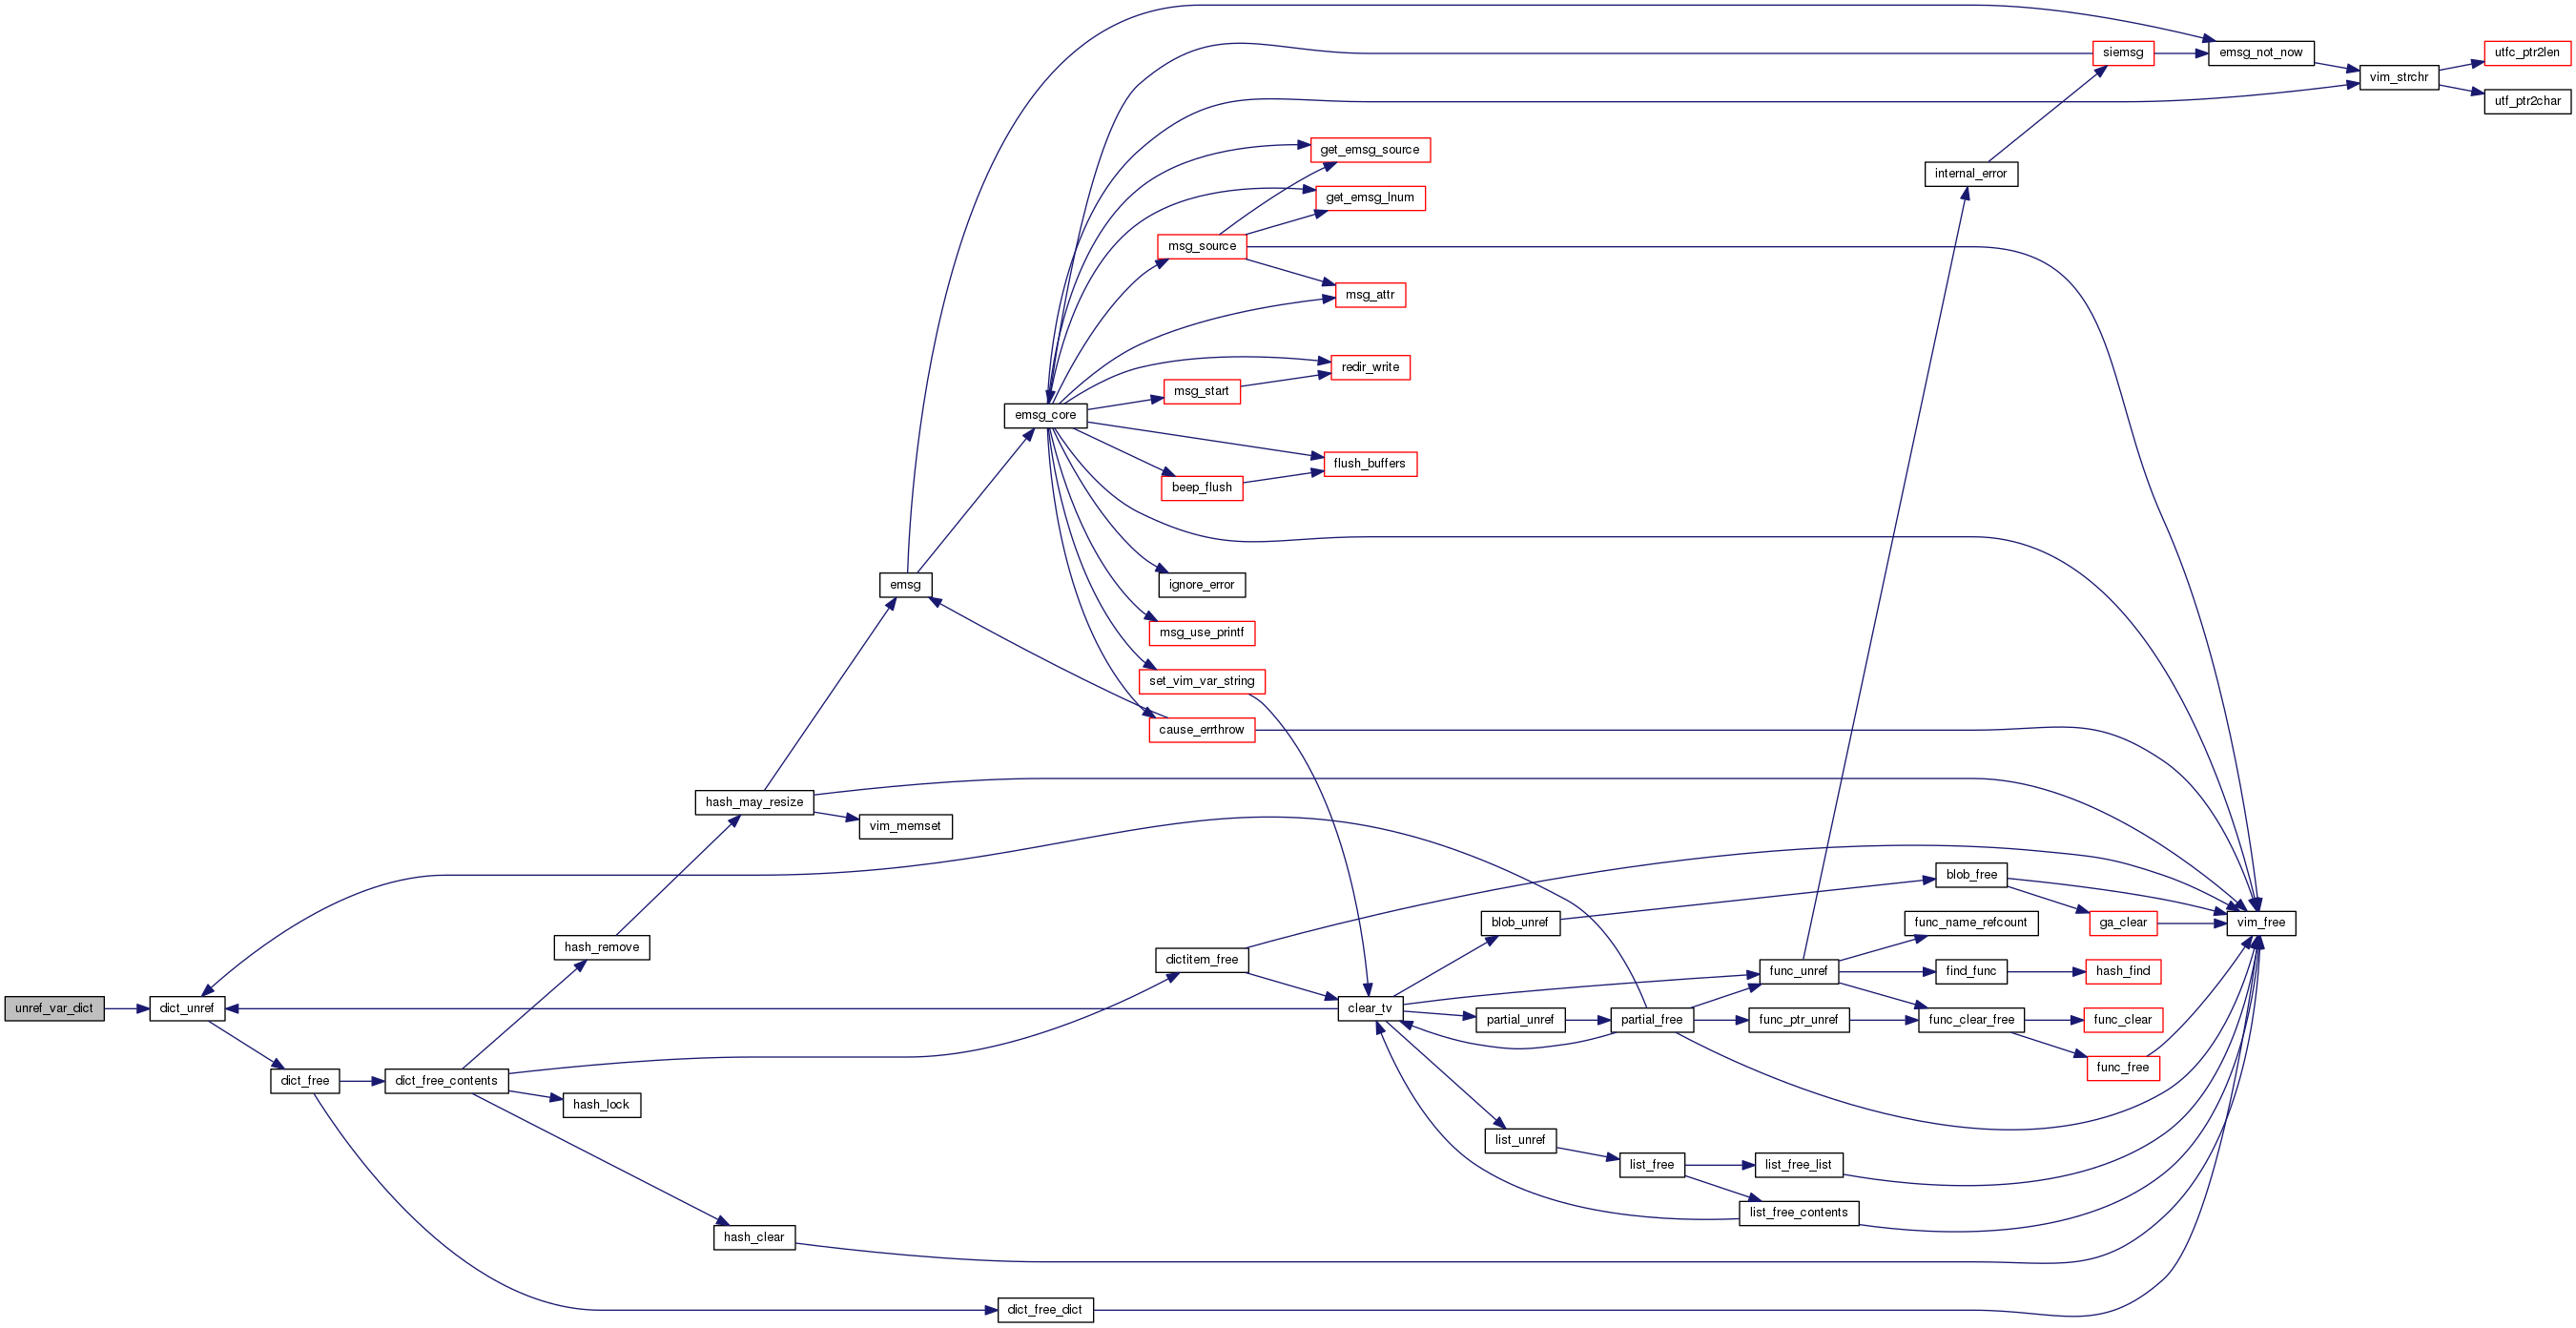 unref_var_dict
dict_unref
dict_free
dict_free_contents
hash_remove
hash_lock
hash_may_resize
hash_clear
emsg
vim_memset
emsg_core
dict_free_dict
msg_source
msg_start
beep_flush
ignore_error
msg_use_printf
set_vim_var_string
cause_errthrow
dictitem_free
get_emsg_source
get_emsg_lnum
msg_attr
redir_write
flush_buffers
clear_tv
blob_unref
partial_unref
list_unref
partial_free
list_free
func_unref
func_ptr_unref
list_free_list
list_free_contents
internal_error
blob_free
func_name_refcount
find_func
func_clear_free
siemsg
ga_clear
hash_find
func_clear
func_free
emsg_not_now
vim_free
vim_strchr
utfc_ptr2len
utf_ptr2char